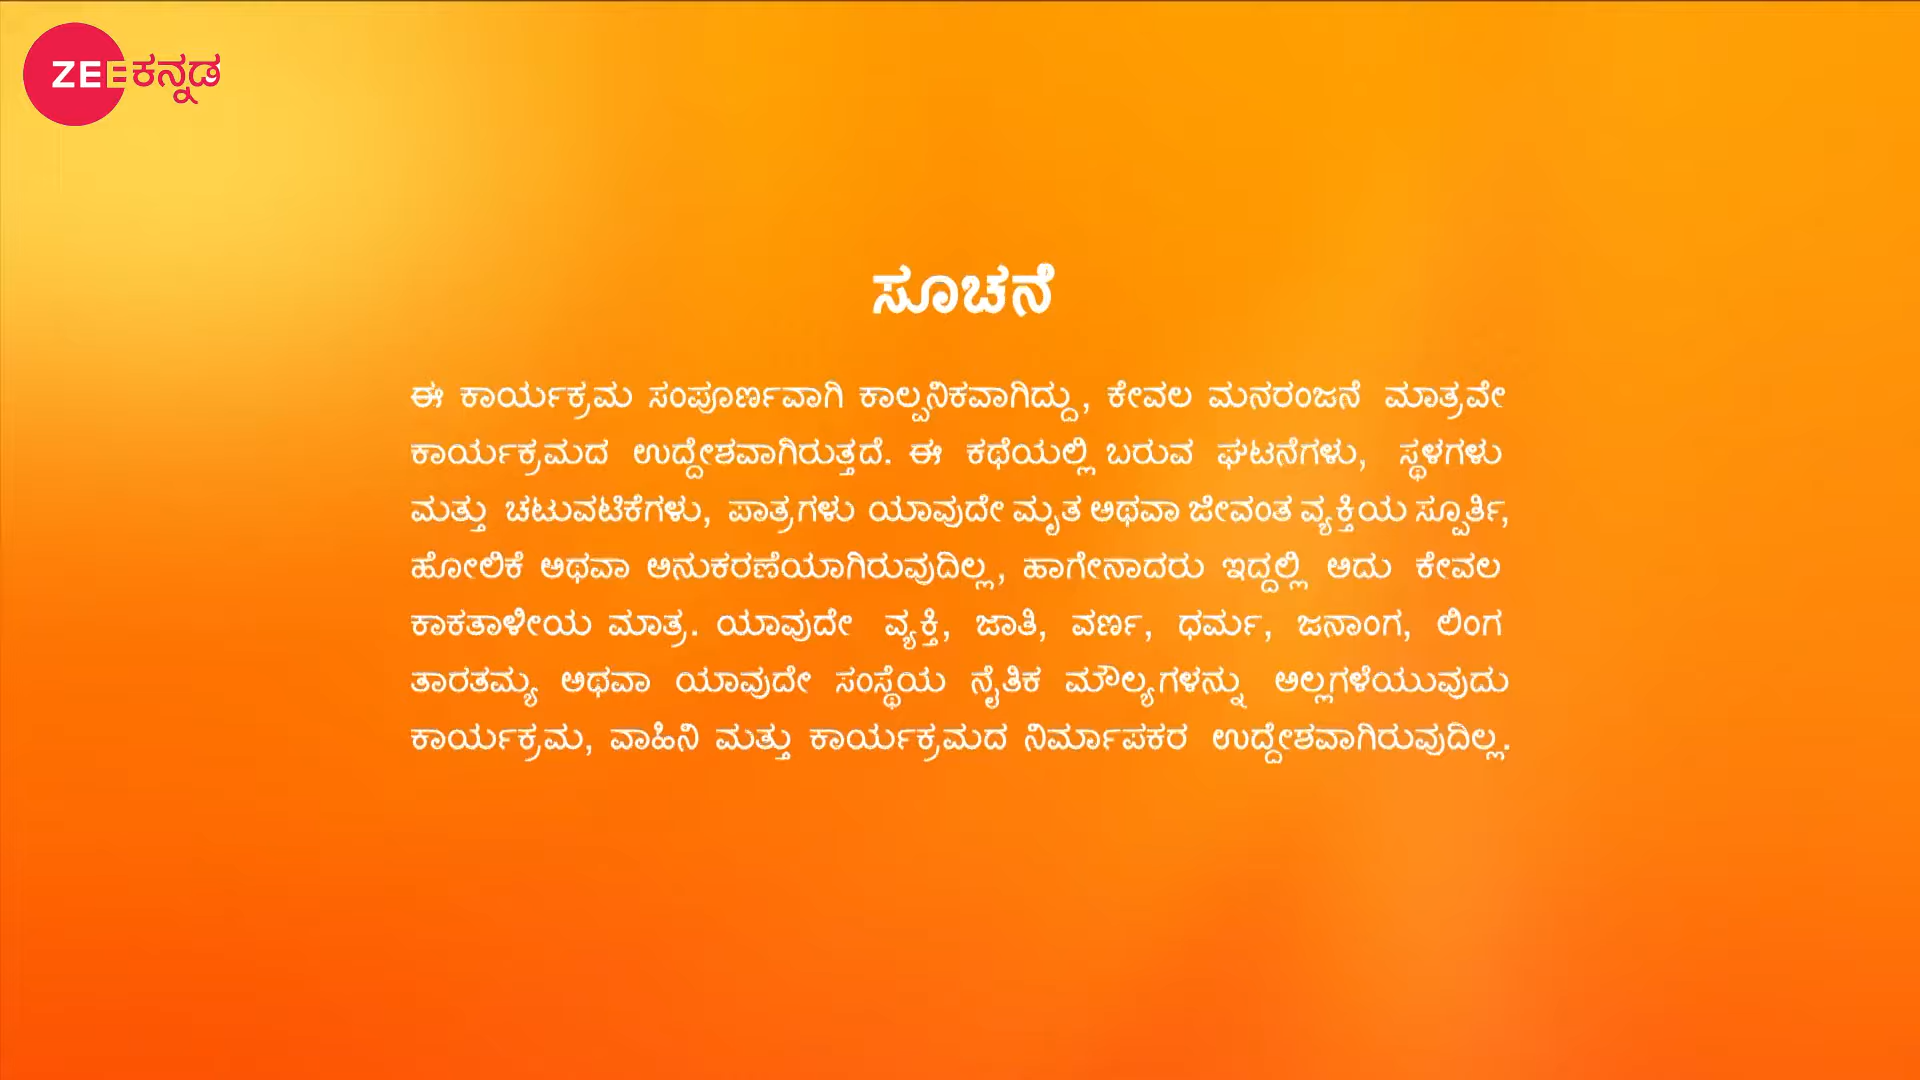 ZEEಕನ್ನಡ
ಸೂಚನೆ
ಈ ಕಾರ್ಯಕ್ರಮ ಸಂಪೂರ್ಣವಾಗಿ ಕಾಲ್ಪನಿಕವಾಗಿದ್ದು, ಕೇವಲ ಮನರಂಜನೆ ಮಾತ್ರವೇ
ಕಾರ್ಯಕ್ರಮದ ಉದ್ದೇಶವಾಗಿರುತ್ತದೆ. ಈ ಕಥೆಯಲ್ಲಿ ಬರುವ ಘಟನೆಗಳು, ಸ್ಥಳಗಳು
ಮತ್ತು ಚಟುವಟಿಕೆಗಳು, ಪಾತ್ರಗಳು ಯಾವುದೇ ಮೃತ ಅಥವಾ ಜೀವಂತ ವ್ಯಕ್ತಿಯ ಸ್ಪೂರ್ತಿ,
ಹೋಲಿಕೆ ಅಥವಾ ಅನುಕರಣೆಯಾಗಿರುವುದಿಲ್ಲ, ಹಾಗೇನಾದರು ಇದ್ದಲ್ಲಿ ಅದು ಕೇವಲ
ಕಾಕತಾಳೀಯ ಮಾತ್ರ. ಯಾವುದೇ ವ್ಯಕ್ತಿ, ಜಾತಿ, ವರ್ಣ, ಧರ್ಮ, ಜನಾಂಗ, ಲಿಂಗ
ತಾರತಮ್ಯ ಅಥವಾ ಯಾವುದೇ ಸಂಸ್ಥೆಯ ನೈತಿಕ ಮೌಲ್ಯಗಳನ್ನು ಅಲ್ಲಗಳೆಯುವುದು
ಕಾರ್ಯಕ್ರಮ, ವಾಹಿನಿ ಮತ್ತು ಕಾರ್ಯಕ್ರಮದ ನಿರ್ಮಾಪಕರ ಉದ್ದೇಶವಾಗಿರುವುದಿಲ್ಲ.